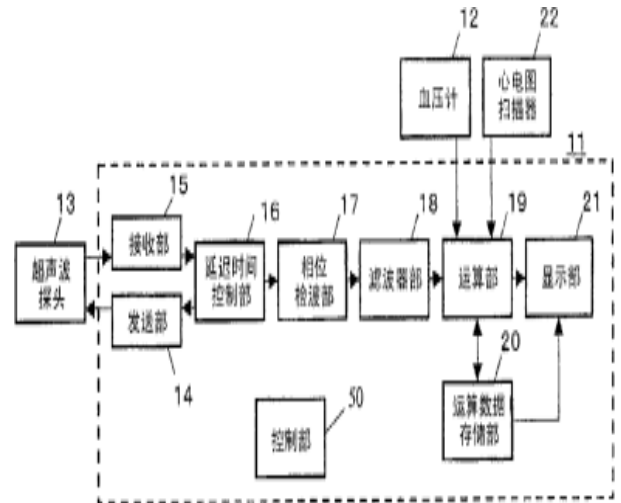 12
22
血压计
心电图
扫描器
11
13
15
16
17
18
19
21
超声波
探头
接收部
延迟时间
控制部
相位
检波部
滤波器部
运算部
显示部
发送部
14
20
50
控制部
运算数据
存储部